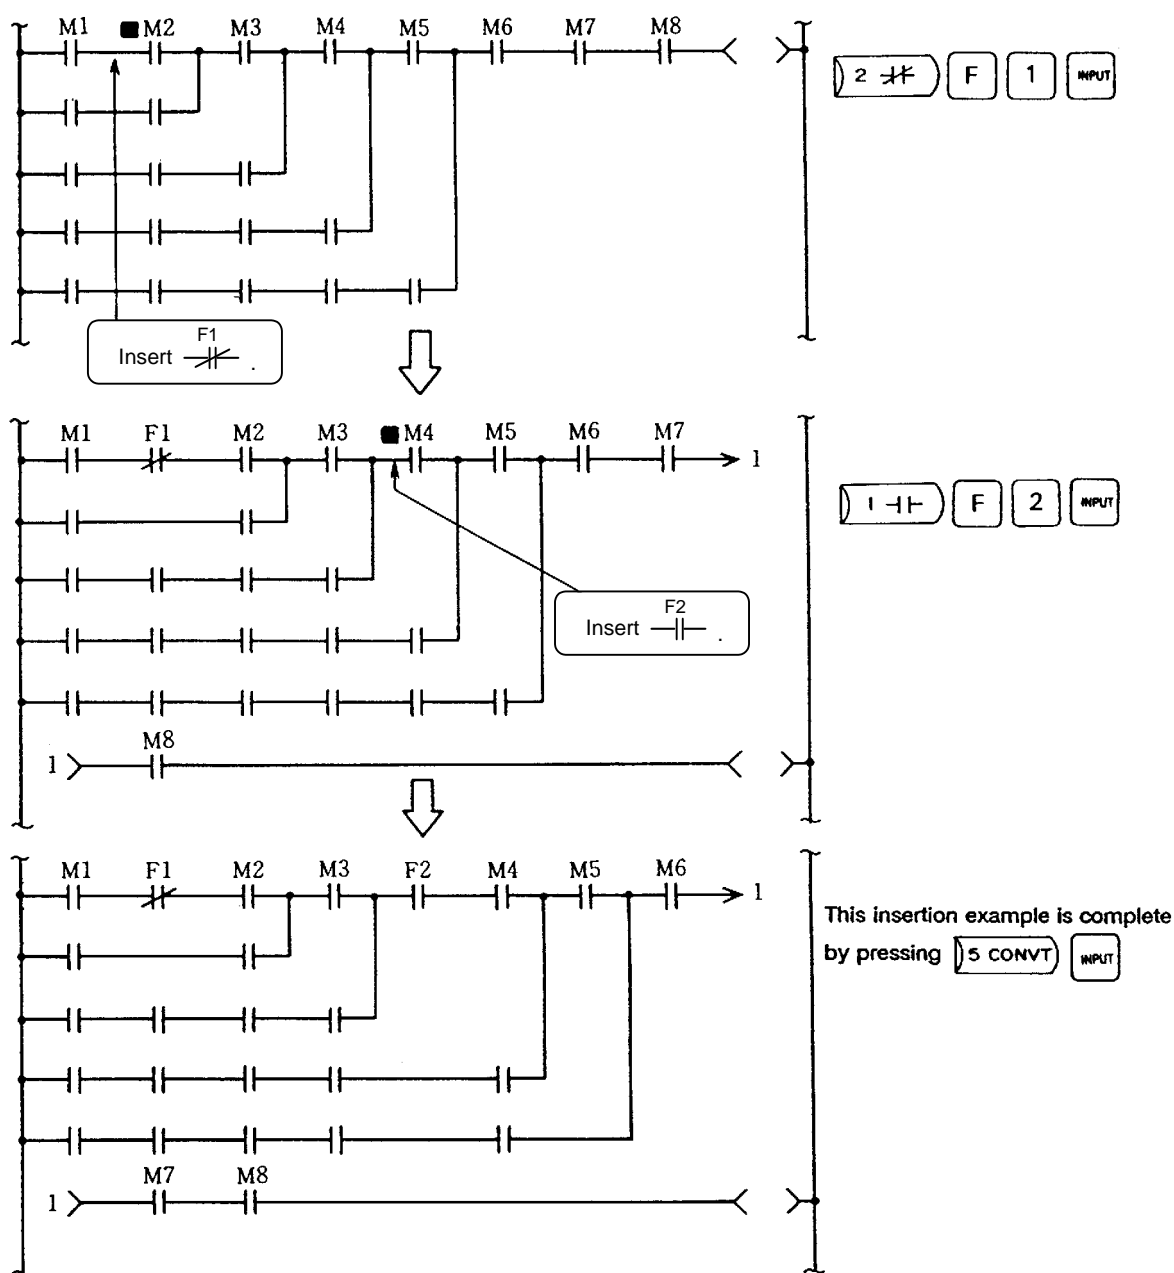 M1 M2 M3 M4 M5 M6 M7 M8
2 F 1 INPUT
F1
Insert .
M1 F1 M2 M3 M4 M5 M6 M7
1
1 F 2 INPUT
F2
Insert .
M8
1
M1 F1 M2 M3 F2 M4 M5 M6
1
This insertion example is complete
by pressing 5 CONVT INPUT
M7 M8
1